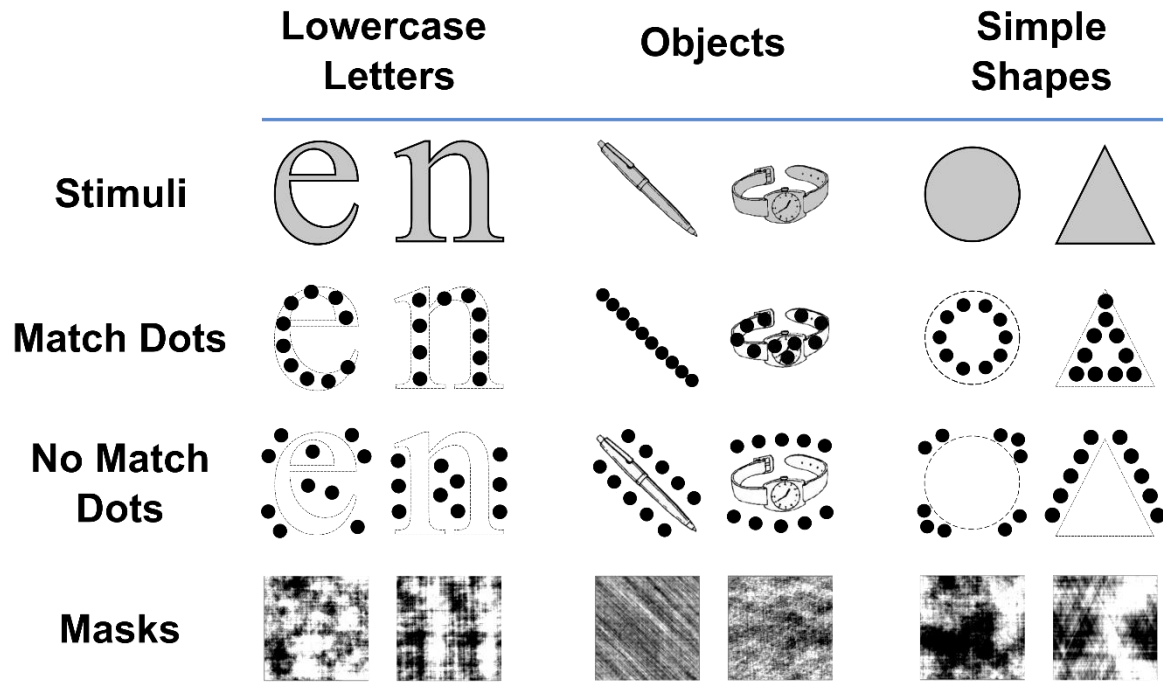 Lowercase
Letters
Objects
Simple
Shapes
Stimuli
e n
Match Dots
e n
No Match
Dots
e n
Masks